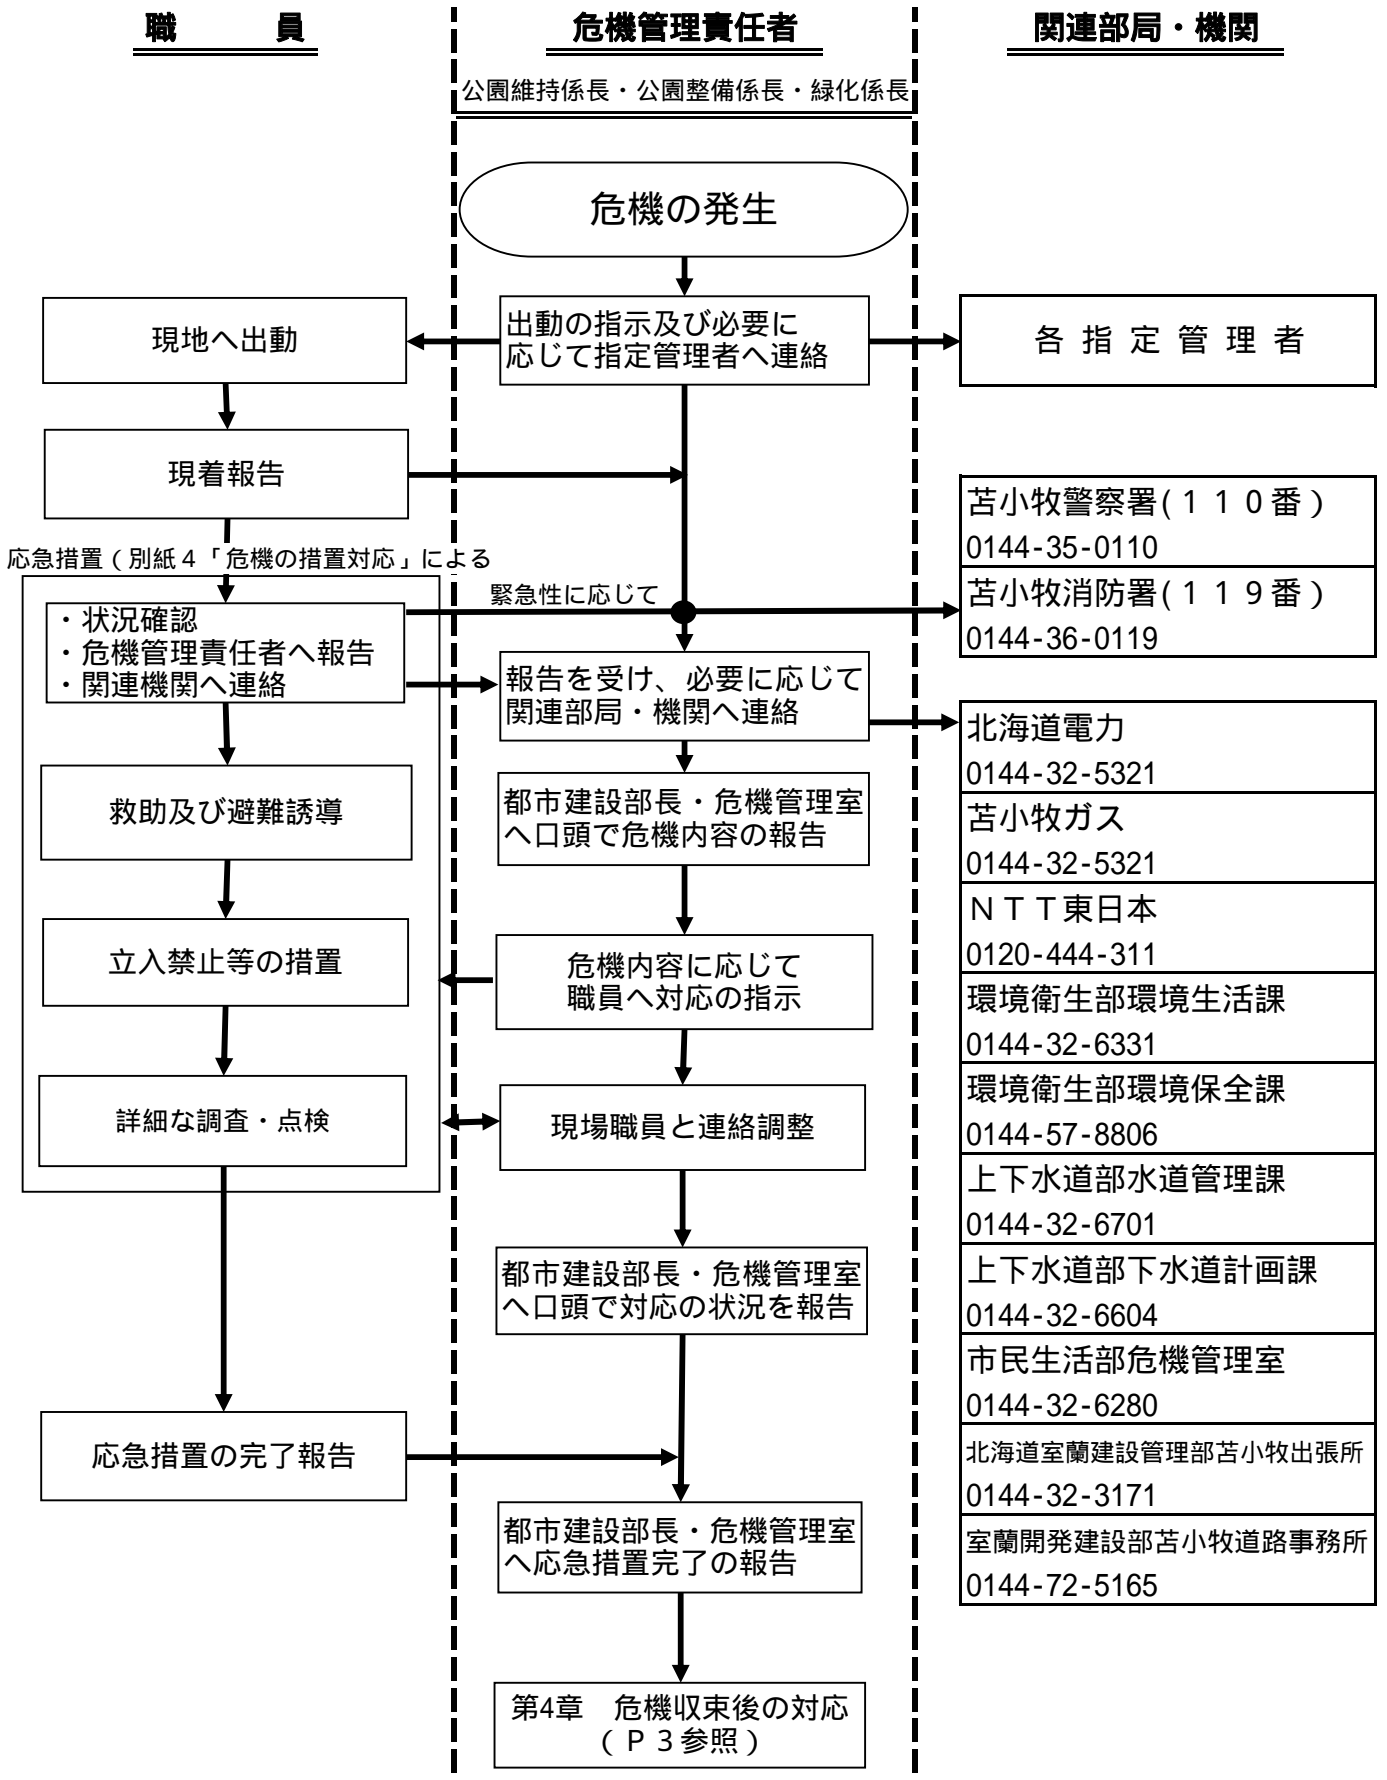 職　員
危機管理責任者
関連部局・機関
公園維持係長・公園整備係長・緑化係長
危機の発生
現地へ出動
出動の指示及び必要に
応じて指定管理者へ連絡
各指定管理者
現着報告
応急措置(別紙４「危機の措置対応」による
緊急性に応じて
・状況確認
・危機管理責任者へ報告
・関連機関へ連絡
報告を受け、必要に応じて
関連部局・機関へ連絡
救助及び避難誘導
都市建設部長・危機管理室
へ口頭で危機内容の報告
立入禁止等の措置
危機内容に応じて
職員へ対応の指示
詳細な調査・点検
現場職員と連絡調整
都市建設部長・危機管理室
へ口頭で対応の状況を報告
応急措置の完了報告
都市建設部長・危機管理室
へ応急措置完了の報告
第4章　危機収束後の対応
(Ｐ３参照)
苫小牧警察署(１１０番)
0144-35-0110
苫小牧消防署(１１９番)
0144-36-0119
北海道電力
0144-32-5321
苫小牧ガス
0144-32-5321
ＮＴＴ東日本
0120-444-311
環境衛生部環境生活課
0144-32-6331
環境衛生部環境保全課
0144-57-8806
上下水道部水道管理課
0144-32-6701
上下水道部下水道計画課
0144-32-6604
市民生活部危機管理室
0144-32-6280
北海道室蘭建設管理部苫小牧出張所
0144-32-3171
室蘭開発建設部苫小牧道路事務所
0144-72-5165